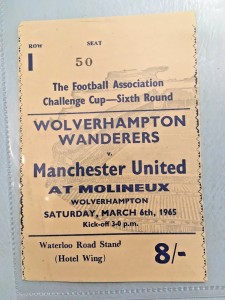 ROW SEAT
I 50
The Football Association
Challenge Cup—Sixth Round
WOLVERHAMPTON
WANDERERS
v.
Manchester United
AT MOLINEUX
WOLVERHAMPTON
SATURDAY, MARCH 6th, 1965
Kick-off 3-0 p.m.
Waterloo Road Stand
(Hotel Wing) 8/-